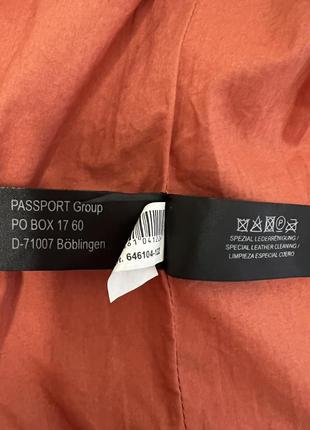 PASSPORT Group
PO BOX 17 60
D-71007 Böblingen
646104
SPEZIAL LEDERREINIGUNG /
SPECIAL LEATHER CLEANING /
LIMPIEZA ESPECIAL CUERO